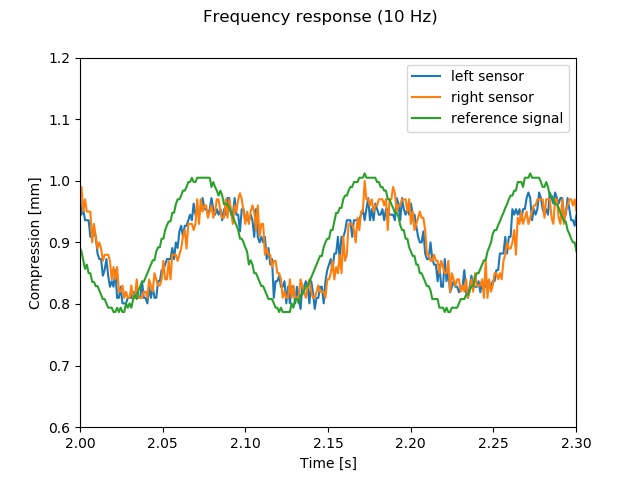 Frequency response (10 Hz)
1.2
1.1
1.0
0.9
0.8
0.7
0.6
Compression [mm]
left sensor
right sensor
reference signal
2.00
2.05
2.10
2.15
2.20
2.25
2.30
Time [s]